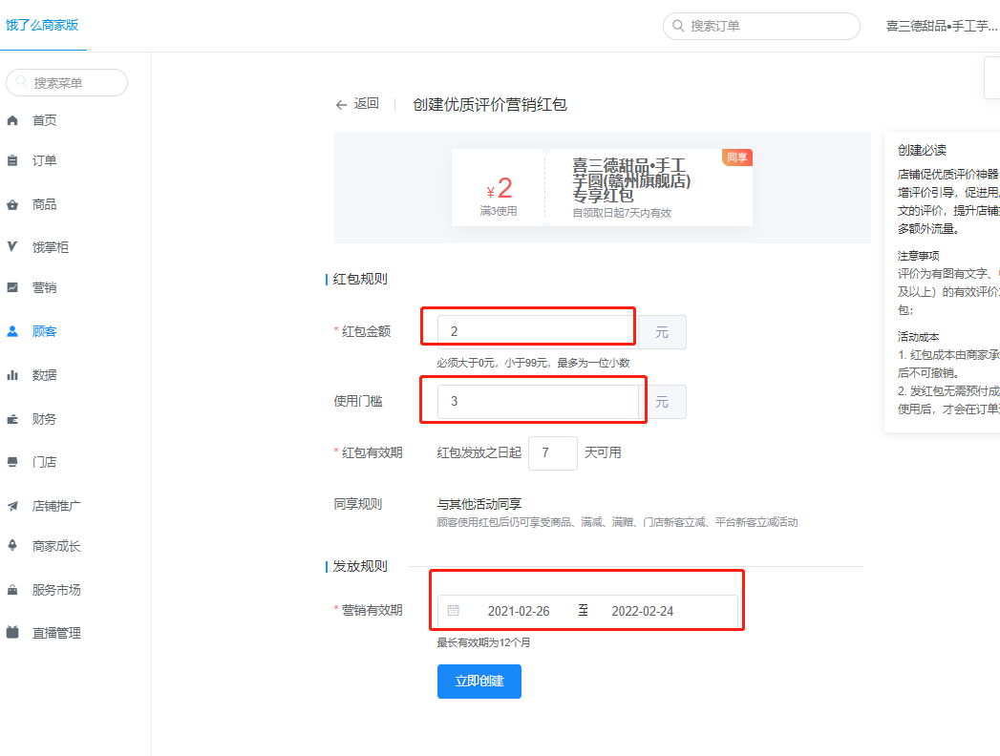 饿了么商家版
搜索订单
喜三德甜品•手工芋...
搜索菜单
首页
订单
商品
饿掌柜
营销
顾客
数据
财务
门店
店铺推广
商家成长
服务市场
直播管理
返回
创建优质评价营销红包
¥2
满3使用
喜三德甜品•手工
芋圆(赣州旗舰店)
专享红包
自领取日起7天内有效
同享
红包规则
* 红包金额
2
元
必须大于0元，小于99元，最多为一位小数
使用门槛
3
元
* 红包有效期
红包发放之日起
7
天可用
同享规则
与其他活动同享
顾客使用红包后仍可享受商品、满减、满赠、门店新客立减、平台新客立减活动
发放规则
* 营销有效期
2021-02-26
至
2022-02-24
最长有效期为12个月
立即创建
创建必读
店铺促优质评价神器
增评价引导，促进用
文的评价，提升店铺
多额外流量。
注意事项
评价为有图有文字、
及以上）的有效评价
包;
活动成本
1. 红包成本由商家承
后不可撤销。
2. 发红包无需预付成
使用后，才会在订单